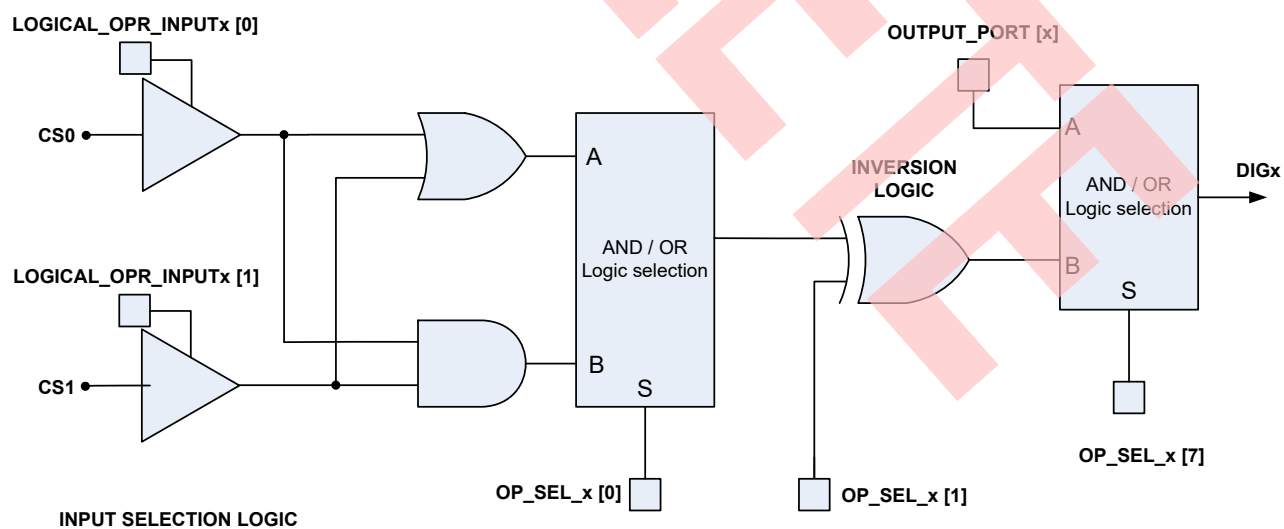 LOGICAL_OPR_INPUTx [0]
OUTPUT_PORT [x]
CS0
A
A
INVERSION
LOGIC
AND / OR
Logic selection
DIGx
AND / OR
Logic selection
LOGICAL_OPR_INPUTx [1]
B
S
B
CS1
S
OP_SEL_x [7]
OP_SEL_x [0]
OP_SEL_x [1]
INPUT SELECTION LOGIC